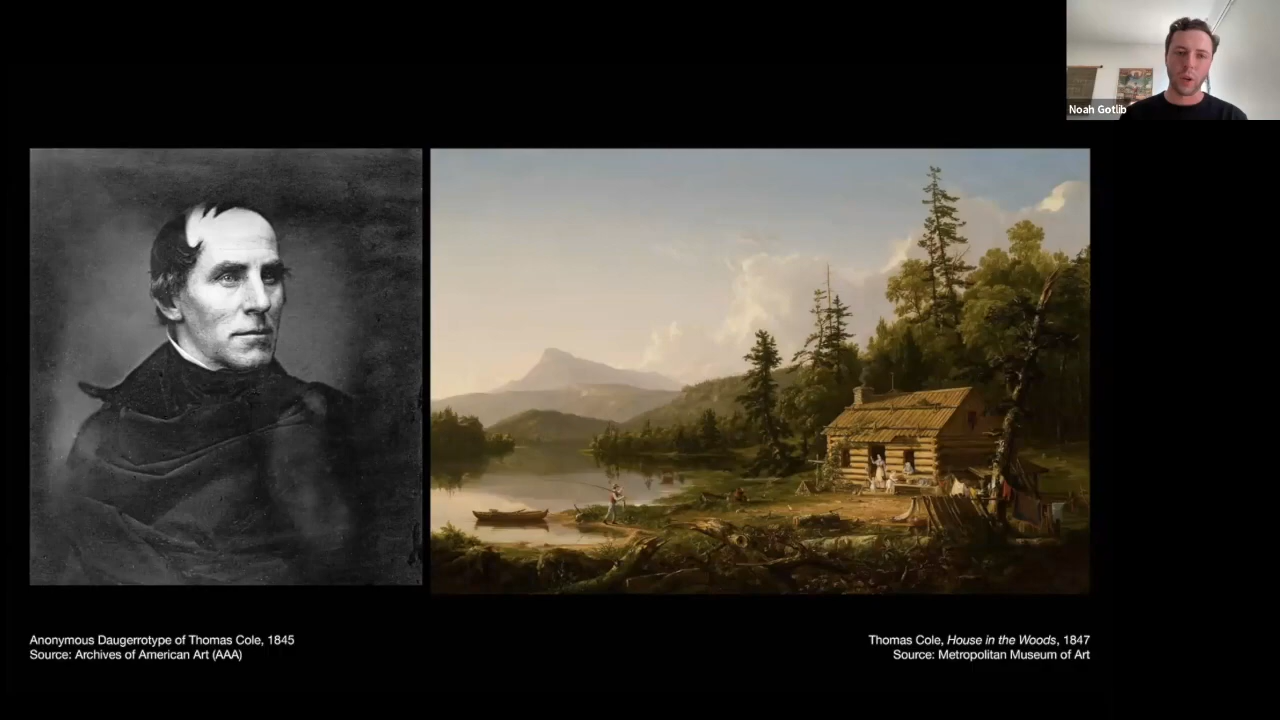 Noah Gotlib
Anonymous Daugerrotype of Thomas Cole, 1845
Source: Archives of American Art (AAA)
Thomas Cole, House in the Woods, 1847
Source: Metropolitan Museum of Art